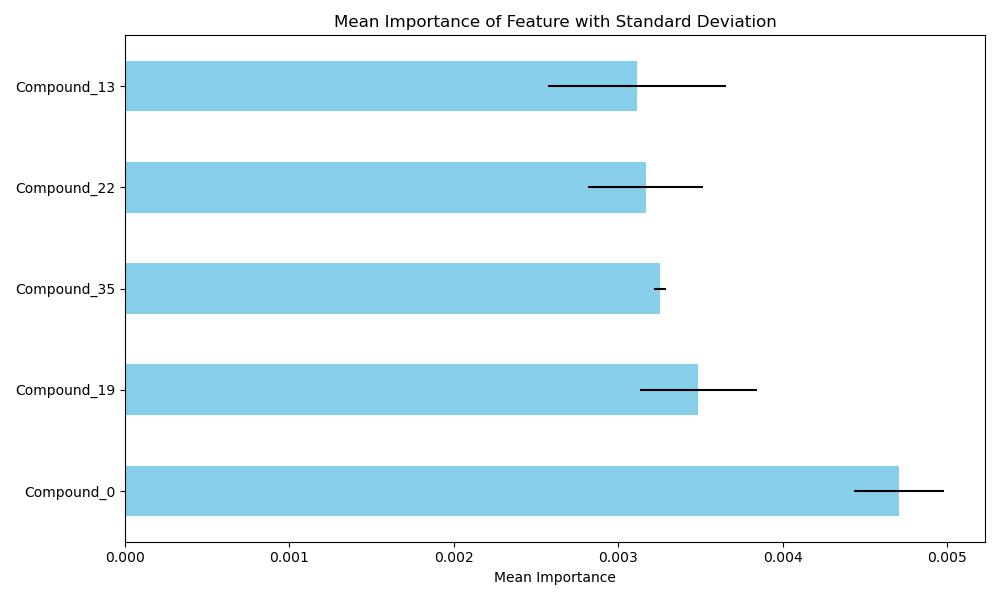 Mean Importance of Feature with Standard Deviation
Compound_13
Compound_22
Compound_35
Compound_19
Compound_0
0.000 0.001 0.002 0.003 0.004 0.005
Mean Importance